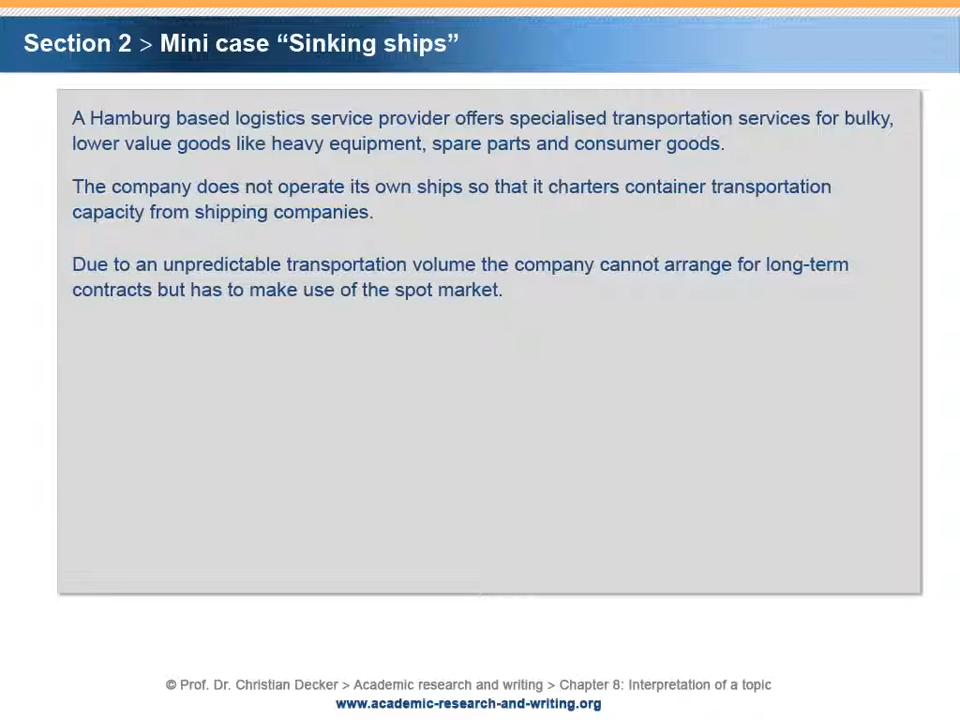 Section 2 > Mini case “Sinking ships”
A Hamburg based logistics service provider offers specialised transportation services for bulky,
lower value goods like heavy equipment, spare parts and consumer goods.
The company does not operate its own ships so that it charters container transportation
capacity from shipping companies.
Due to an unpredictable transportation volume the company cannot arrange for long-term
contracts but has to make use of the spot market.
© Prof. Dr. Christian Decker > Academic research and writing > Chapter 8: Interpretation of a topic
www.academic-research-and-writing.org